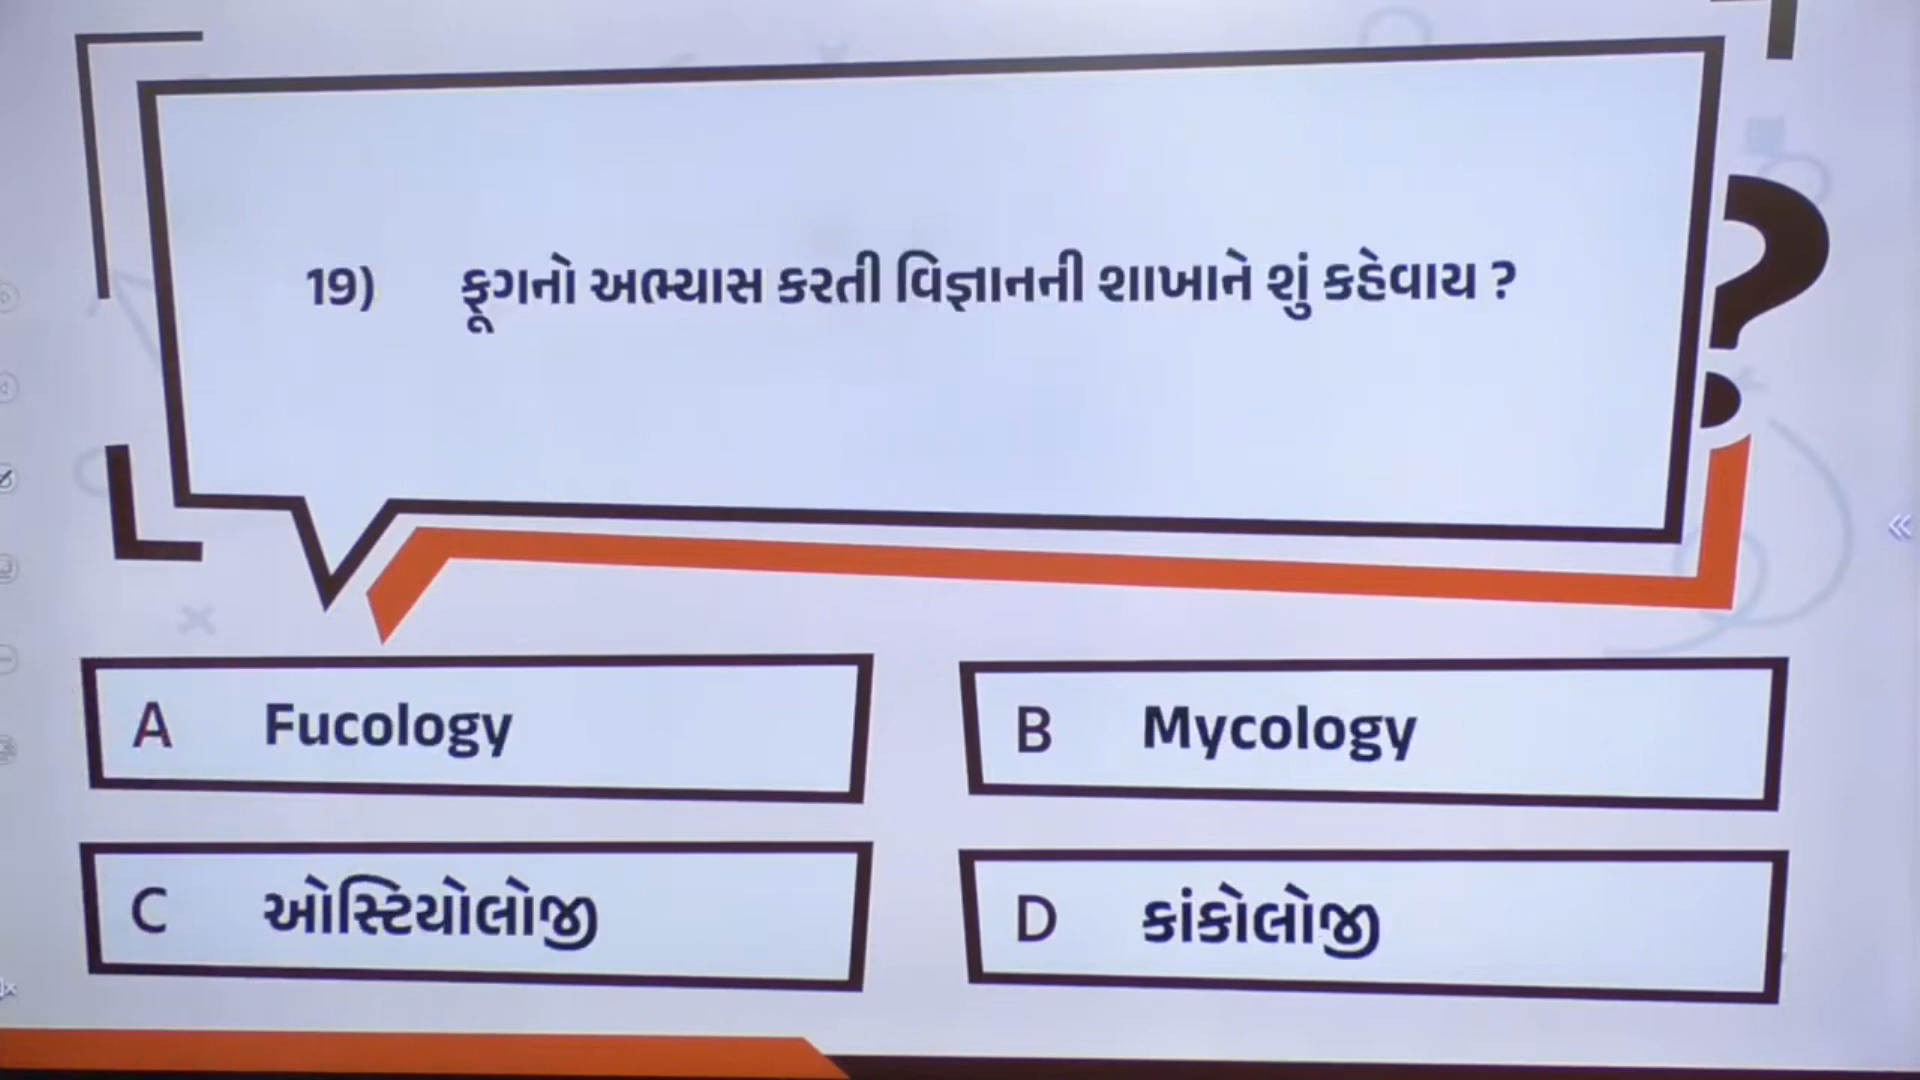 19) ફૂગનો અભ્યાસ કરતી વિજ્ઞાનની શાખાને શું કહેવાય ?
A Fucology
B Mycology
C ઓસ્ટિયોલોજી
D કાંકોલોજી